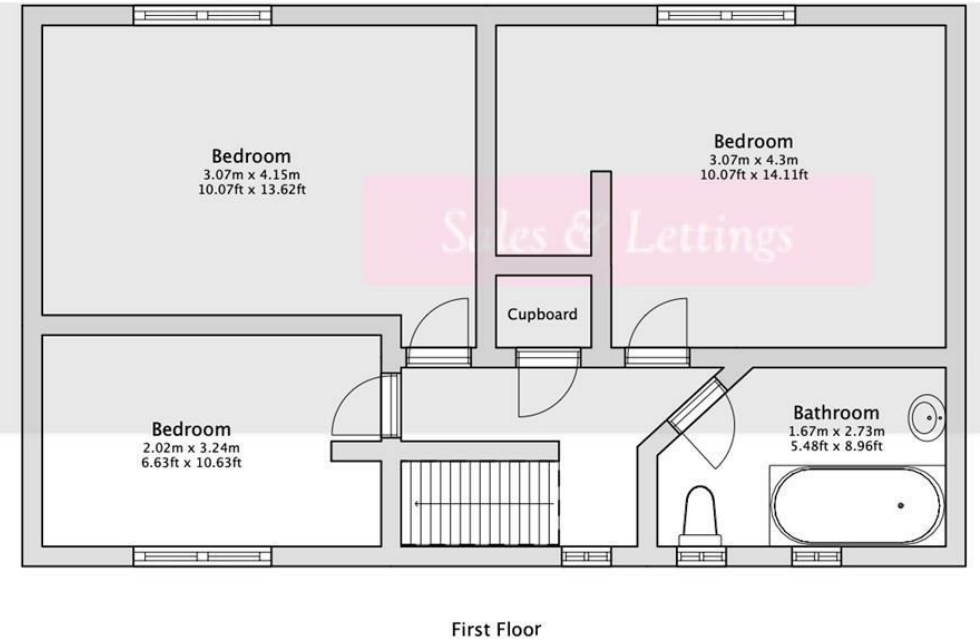 Bedroom
3.07m x 4.15m
10.07ft x 13.62ft
Bedroom
3.07m x 4.3m
10.07ft x 14.11ft
Sales & Lettings
Cupboard
Bedroom
2.02m x 3.24m
6.63ft x 10.63ft
Bathroom
1.67m x 2.73m
5.48ft x 8.96ft
First Floor